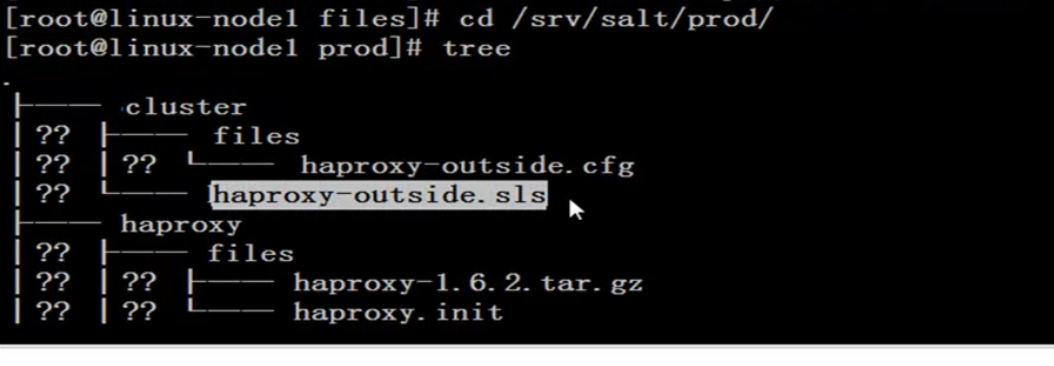 [root@linux-node1 files]# cd /srv/salt/prod/
[root@linux-node1 prod]# tree
.
├── cluster
│ ?? ├── files
│ ?? │ ?? └── haproxy-outside.cfg
│ ?? └── haproxy-outside.sls
├── haproxy
│ ?? ├── files
│ ?? │ ?? ├── haproxy-1.6.2.tar.gz
│ ?? │ ?? └── haproxy.init